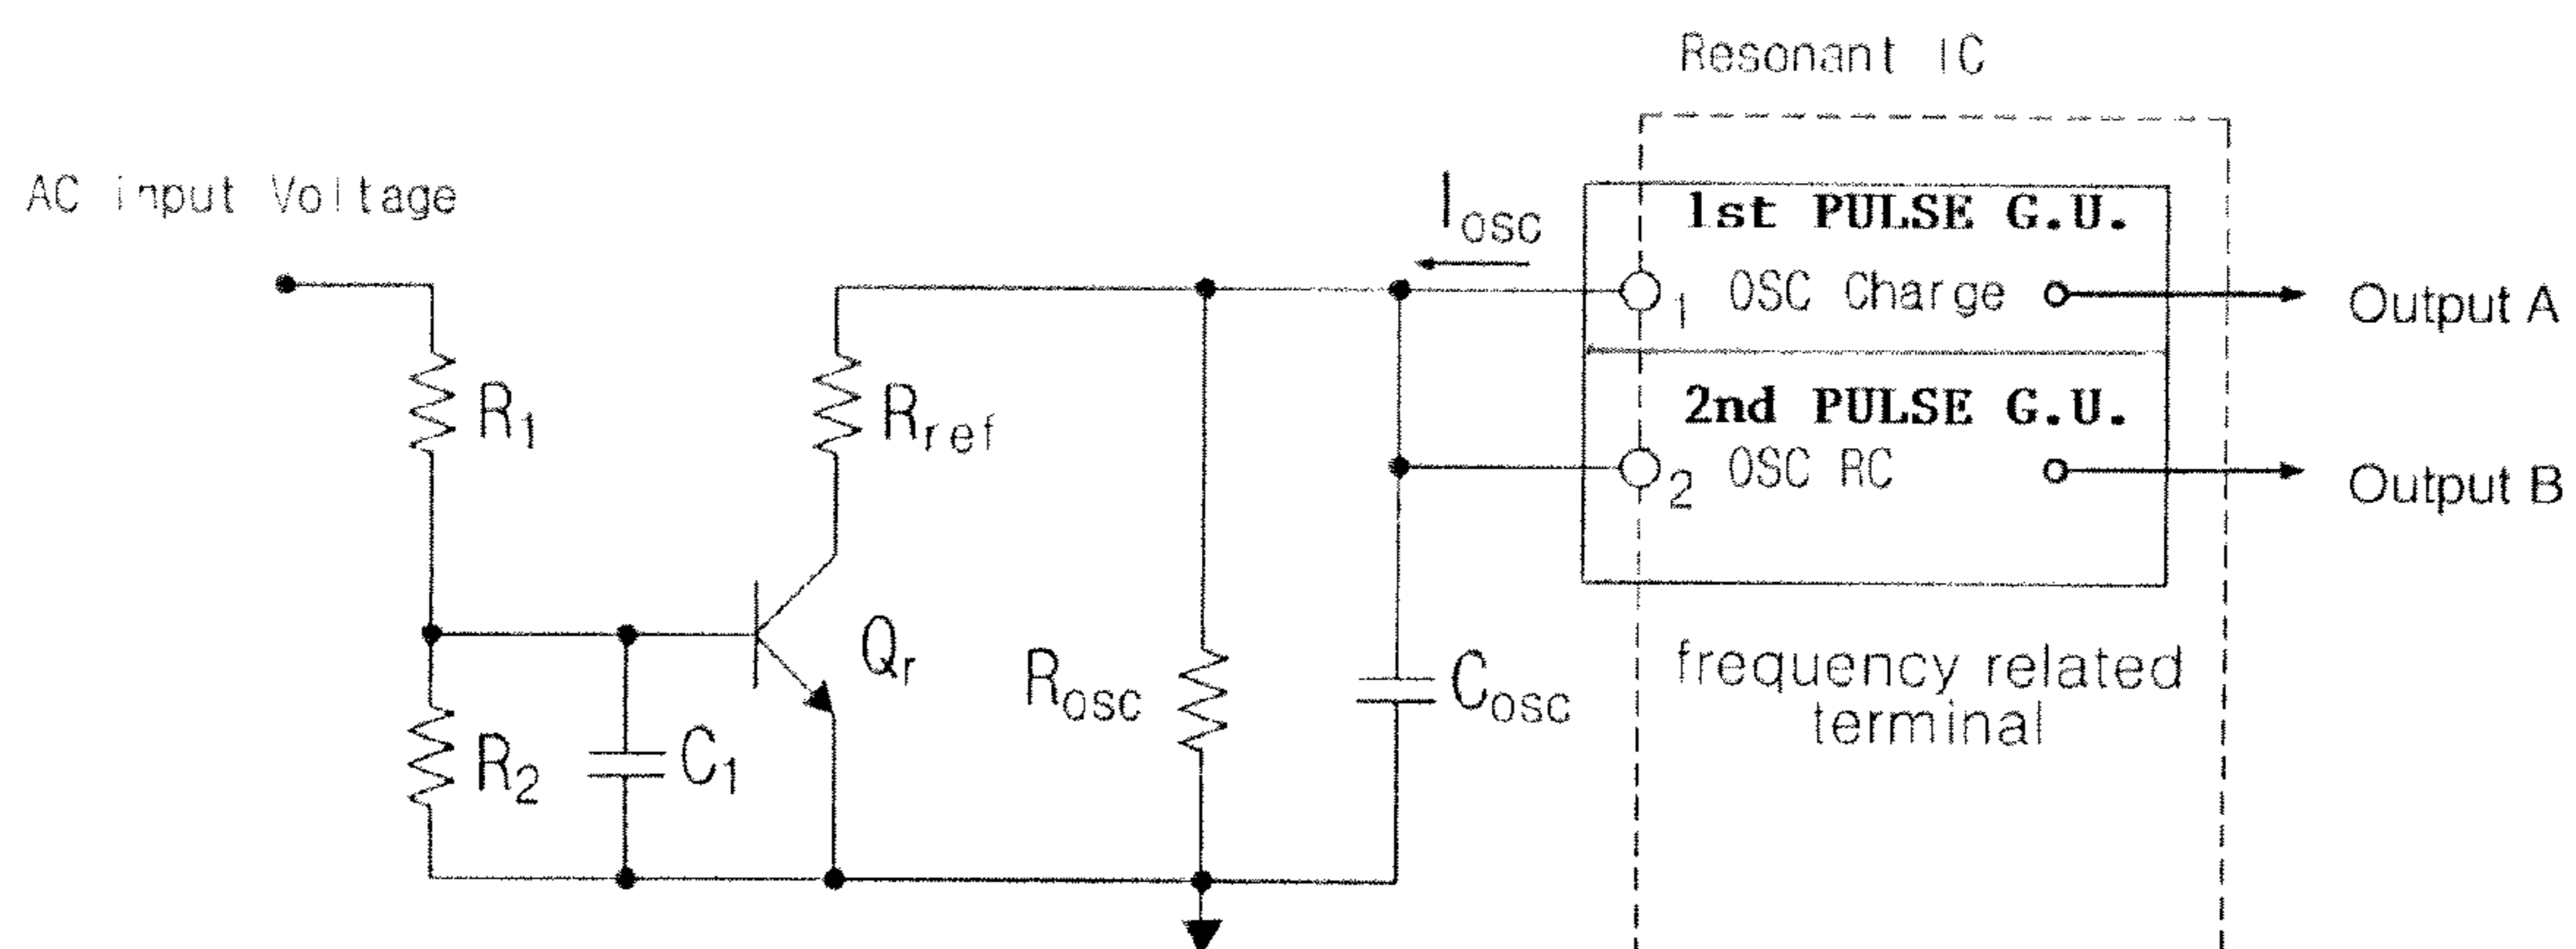 Resonant IC
AC input Voltage
Iosc
1st PULSE G.U.
1 OSC Charge
Output A
R1
Rref
2nd PULSE G.U.
2 OSC RC
Output B
Qr
Rosc
Cosc
frequency related
terminal
R2
C1